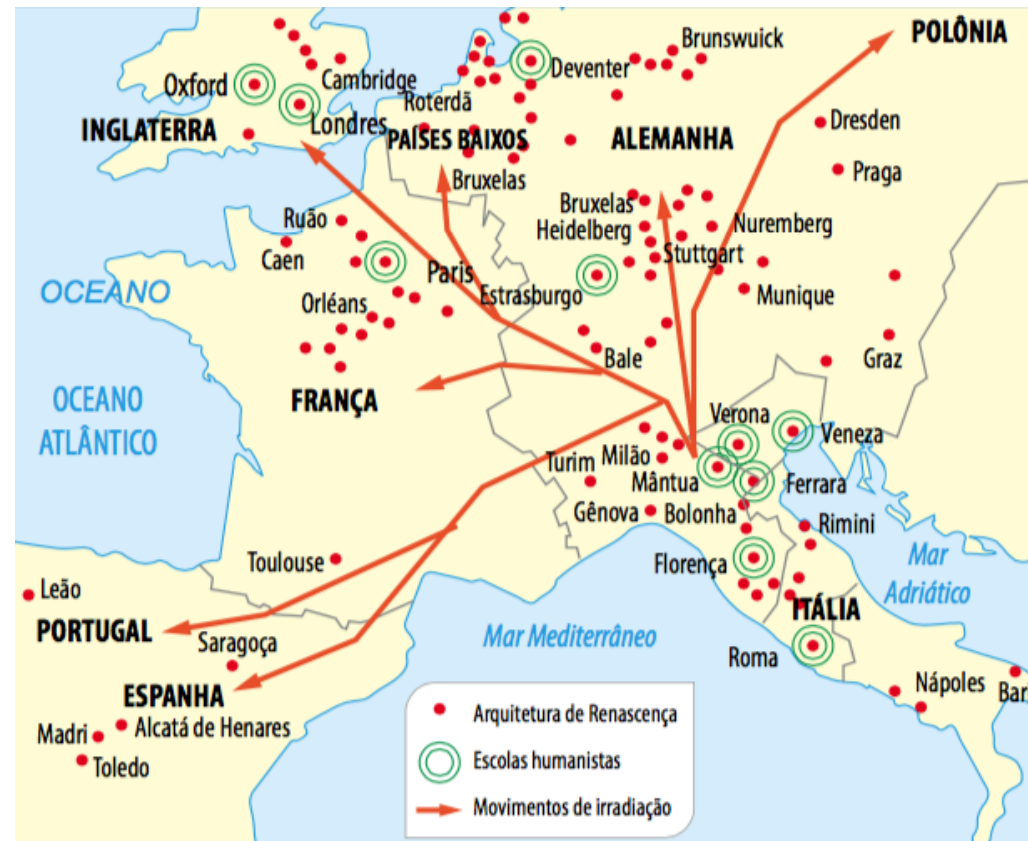 POLÔNIA
Brunswuick
Deventer
Oxford
Cambridge
Roterdã
Londres
INGLATERRA
PAÍSES BAIXOS
ALEMANHA
Dresden
Praga
Bruxelas
Bruxelas
Heidelberg
Nuremberg
Ruão
Caen
Stuttgart
Paris
Estrasburgo
Munique
OCEANO
Orléans
Bale
Graz
FRANÇA
OCEANO
ATLÂNTICO
Verona
Veneza
Turim
Milão
Mântua
Ferrara
Gênova
Bolonha
Rimini
Toulouse
Florença
Mar
Adriático
Leão
PORTUGAL
ITÁLIA
Saragoça
Mar Mediterrâneo
Roma
ESPANHA
Nápoles
Bar
Madri
Alcatá de Henares
Toledo
Arquitetura de Renascença
Escolas humanistas
Movimentos de irradiação